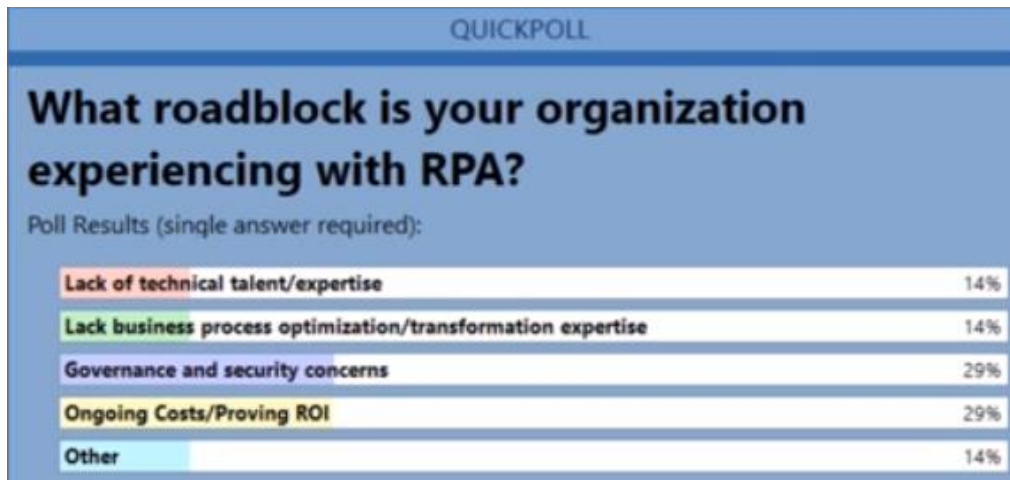 QUICKPOLL
What roadblock is your organization
experiencing with RPA?
Poll Results (single answer required):
Lack of technical talent/expertise 14%
Lack business process optimization/transformation expertise 14%
Governance and security concerns 29%
Ongoing Costs/Proving ROI 29%
Other 14%